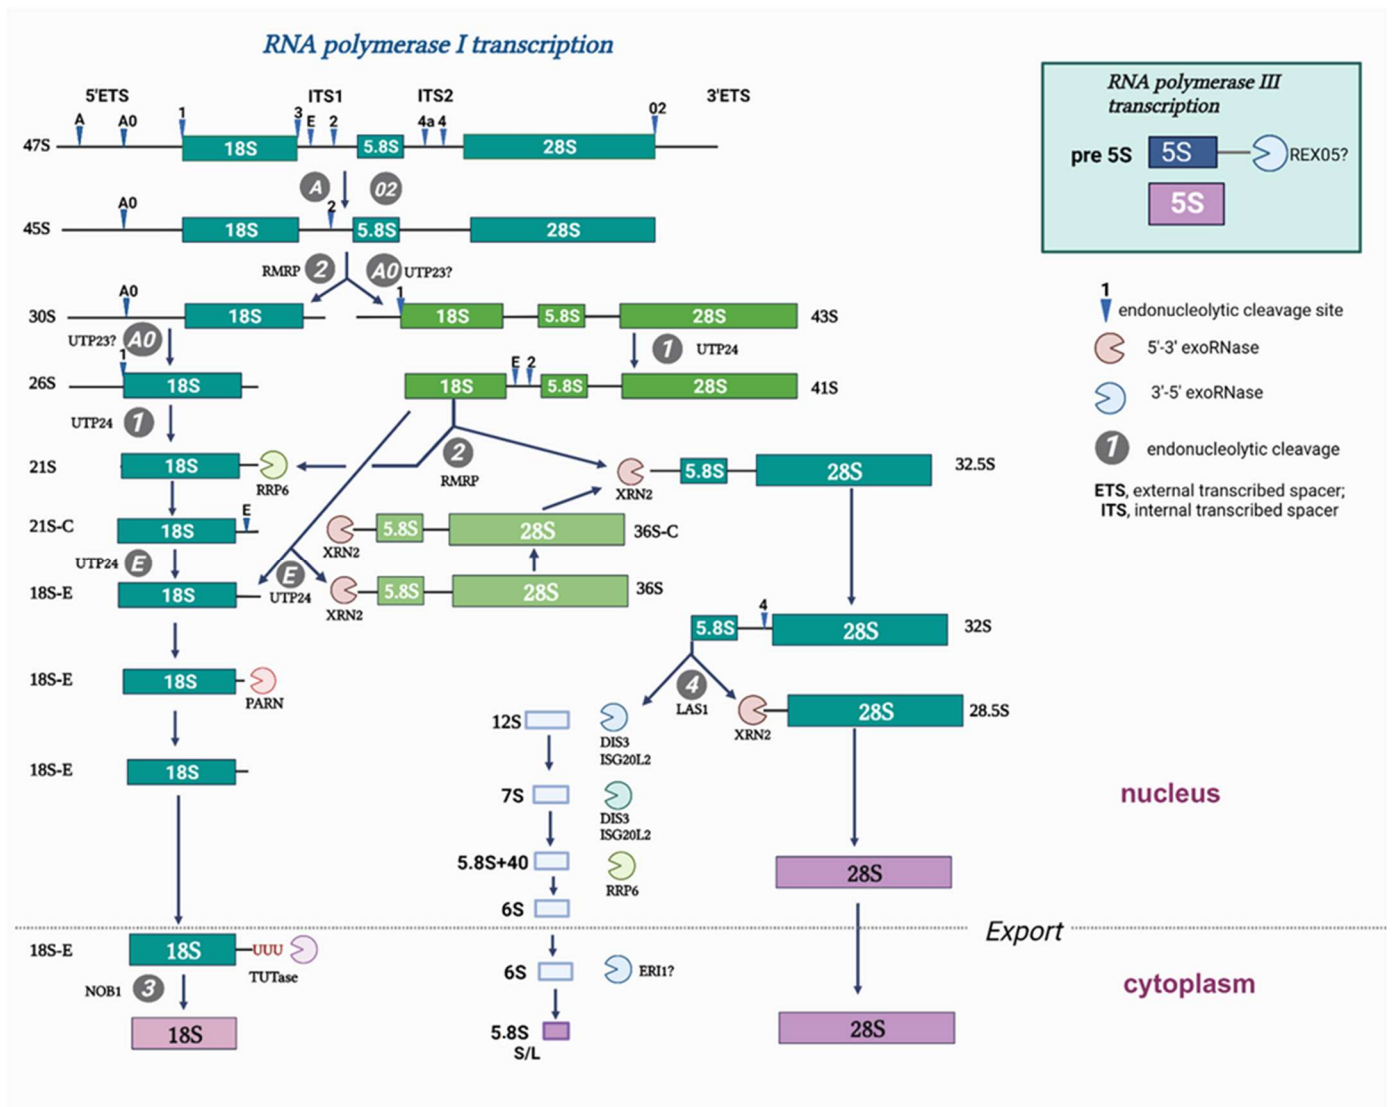 RNA polymerase I transcription
5'ETS
ITS1
ITS2
3'ETS
A
A0
1
3
E
2
4a
4
02
47S
18S
5.8S
28S
A
02
A0
2
45S
18S
5.8S
28S
RMRP
2
A0
UTP23?
A0
1
30S
18S
18S
5.8S
28S
43S
UTP23?
A0
1
UTP24
1
E
2
26S
18S
18S
5.8S
28S
41S
UTP24
1
2
RMRP
21S
18S
RRP6
XRN2
5.8S
28S
32.5S
21S-C
18S
E
XRN2
5.8S
28S
36S-C
UTP24
E
E
UTP24
18S-E
18S
XRN2
5.8S
28S
36S
4
5.8S
28S
32S
18S-E
18S
PARN
4
LAS1
12S
DIS3
ISG20L2
XRN2
28S
28.5S
18S-E
18S
7S
DIS3
ISG20L2
5.8S+40
RRP6
28S
6S
nucleus
Export
18S-E
18S
UUU
TUTase
6S
ERI1?
cytoplasm
NOB1
3
18S
5.8S
S/L
28S
RNA polymerase III
transcription
pre 5S
5S
REX05?
5S
1
endonucleolytic cleavage site
5'-3' exoRNase
3'-5' exoRNase
1
endonucleolytic cleavage
ETS, external transcribed spacer;
ITS, internal transcribed spacer